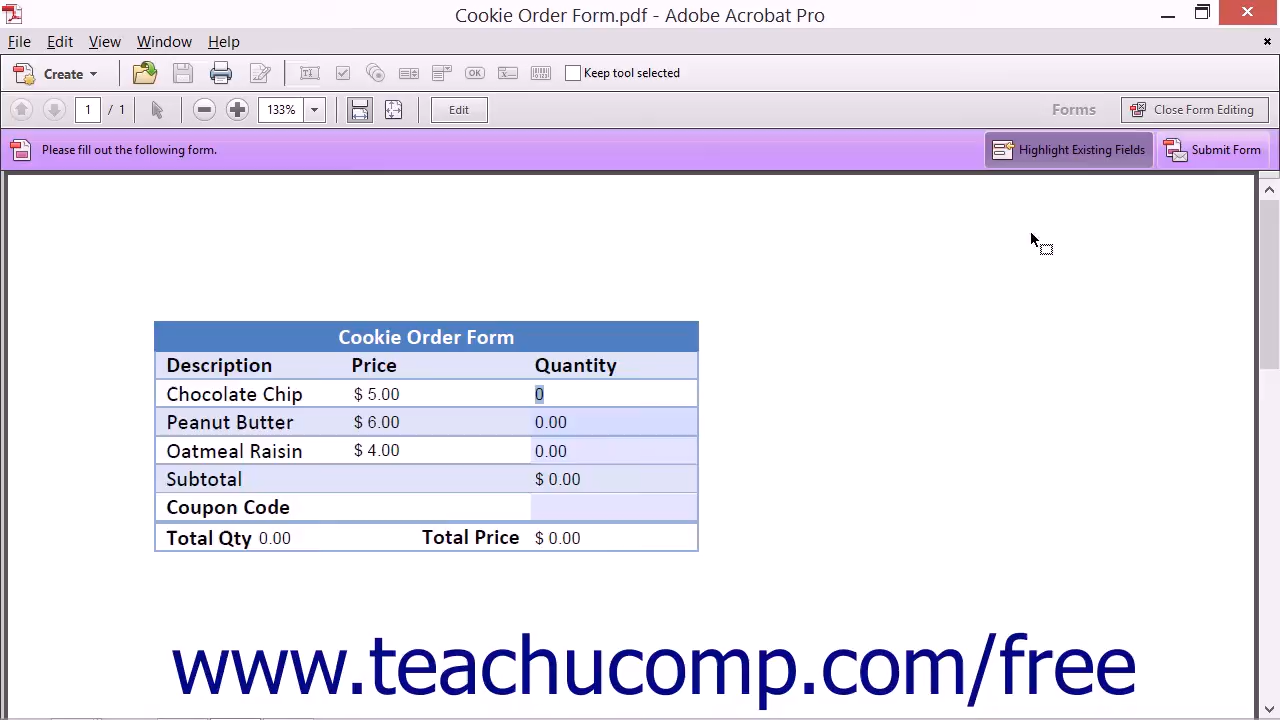 Cookie Order Form.pdf - Adobe Acrobat Pro
File Edit View Window Help
Create OK Keep tool selected
1 / 1 133% Edit Forms Close Form Editing
Please fill out the following form. Highlight Existing Fields Submit Form
Cookie Order Form
Description Price Quantity
Chocolate Chip $ 5.00 0
Peanut Butter $ 6.00 0.00
Oatmeal Raisin $ 4.00 0.00
Subtotal $ 0.00
Coupon Code
Total Qty 0.00 Total Price $ 0.00
www.teachucomp.com/free